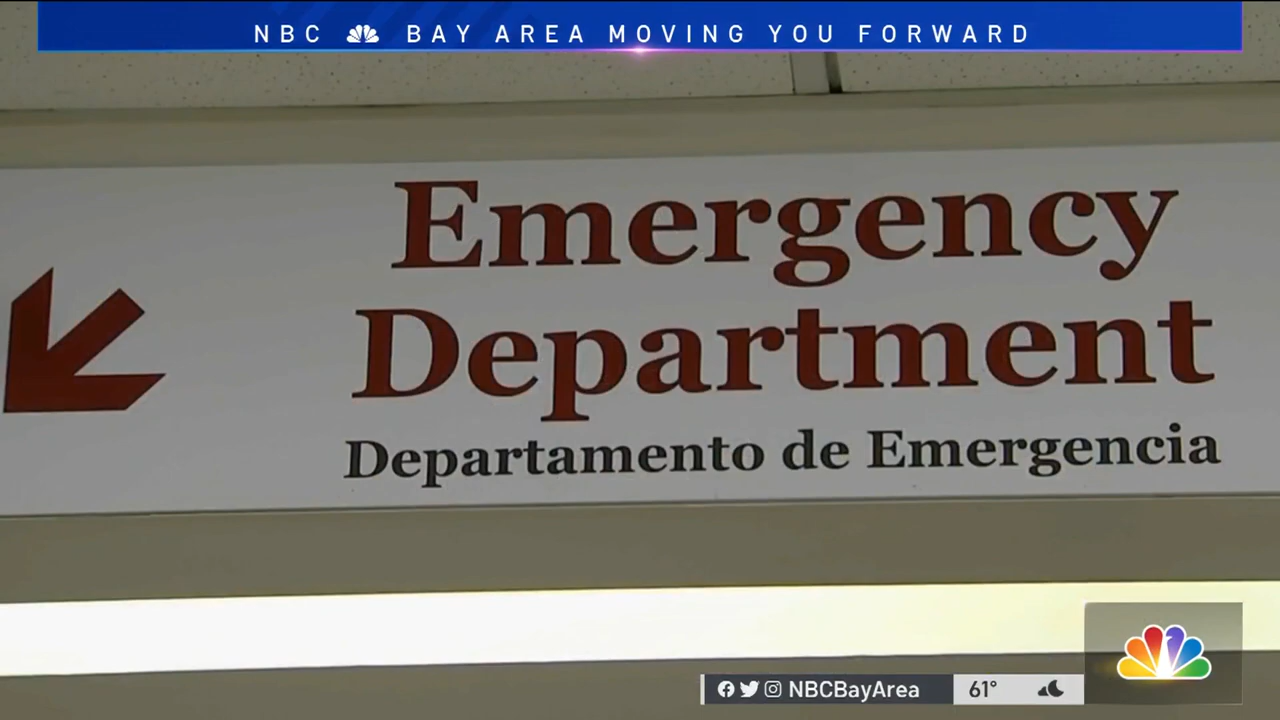 NBC BAY AREA MOVING YOU FORWARD
Emergency
Department
Departamento de Emergencia
NBCBayArea 61°